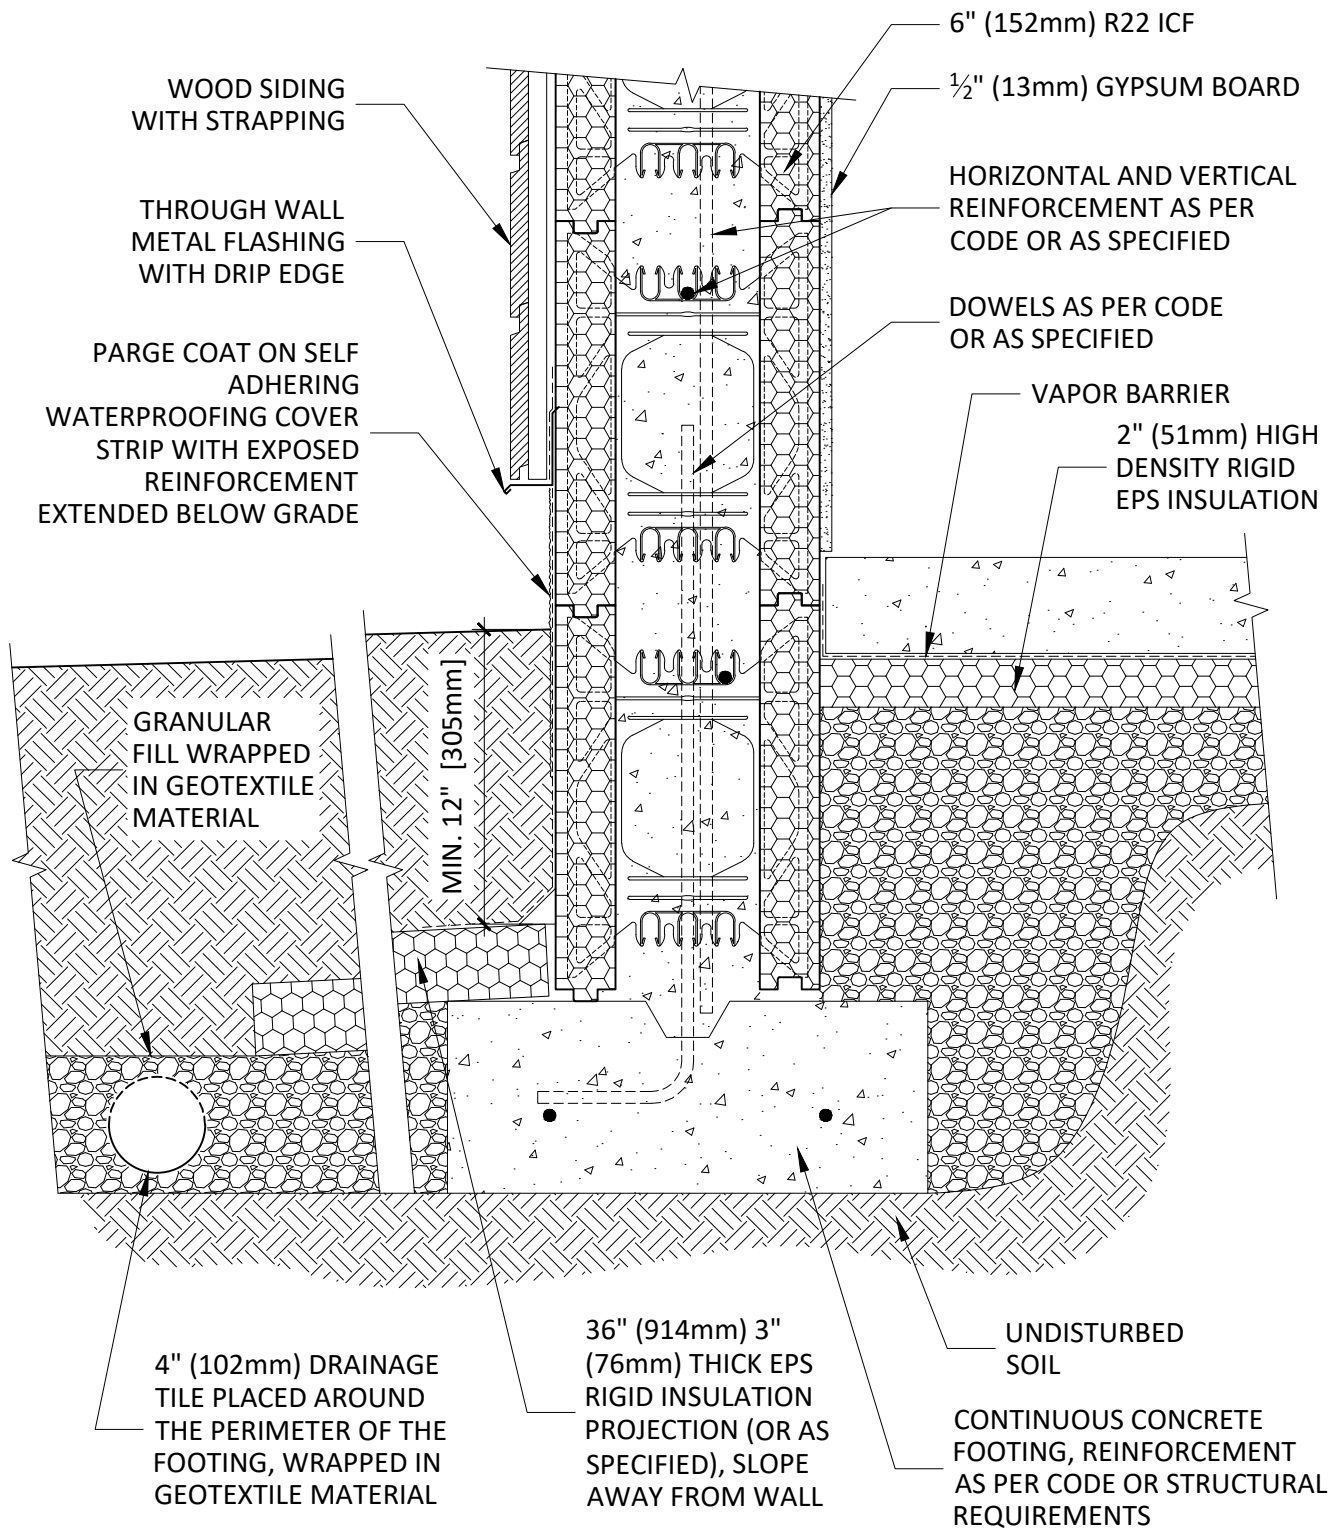 6" (152mm) R22 ICF
½" (13mm) GYPSUM BOARD
WOOD SIDING
WITH STRAPPING
HORIZONTAL AND VERTICAL
REINFORCEMENT AS PER
CODE OR AS SPECIFIED
THROUGH WALL
METAL FLASHING
WITH DRIP EDGE
DOWELS AS PER CODE
OR AS SPECIFIED
PARGE COAT ON SELF
ADHERING
WATERPROOFING COVER
STRIP WITH EXPOSED
REINFORCEMENT
EXTENDED BELOW GRADE
VAPOR BARRIER
2" (51mm) HIGH
DENSITY RIGID
EPS INSULATION
MIN. 12" [305mm]
GRANULAR
FILL WRAPPED
IN GEOTEXTILE
MATERIAL
4" (102mm) DRAINAGE
TILE PLACED AROUND
THE PERIMETER OF THE
FOOTING, WRAPPED IN
GEOTEXTILE MATERIAL
36" (914mm) 3"
(76mm) THICK EPS
RIGID INSULATION
PROJECTION (OR AS
SPECIFIED), SLOPE
AWAY FROM WALL
UNDISTURBED
SOIL
CONTINUOUS CONCRETE
FOOTING, REINFORCEMENT
AS PER CODE OR STRUCTURAL
REQUIREMENTS